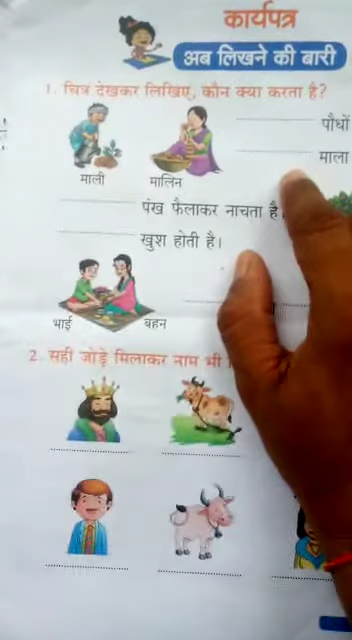 कार्यपत्र
अब लिखने की बारी
1. चित्र देखकर लिखिए, कौन क्या करता है?
पौधों
माला
माली मालिन
पंख फैलाकर नाचता है
खुश होती है।
भाई बहन
2. सही जोड़े मिलाकर नाम भी